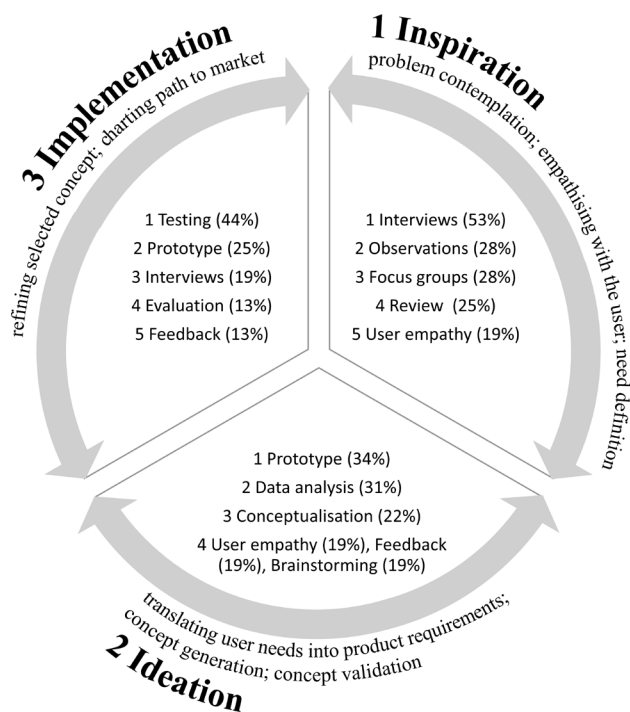 1 Inspiration
problem contemplation; empathising with the user; need definition
1 Interviews (53%)
2 Observations (28%)
3 Focus groups (28%)
4 Review (25%)
5 User empathy (19%)
2 Ideation
translating user needs into product requirements;
concept generation; concept validation
1 Prototype (34%)
2 Data analysis (31%)
3 Conceptualisation (22%)
4 User empathy (19%), Feedback
(19%), Brainstorming (19%)
3 Implementation
refining selected concept; charting path to market
1 Testing (44%)
2 Prototype (25%)
3 Interviews (19%)
4 Evaluation (13%)
5 Feedback (13%)